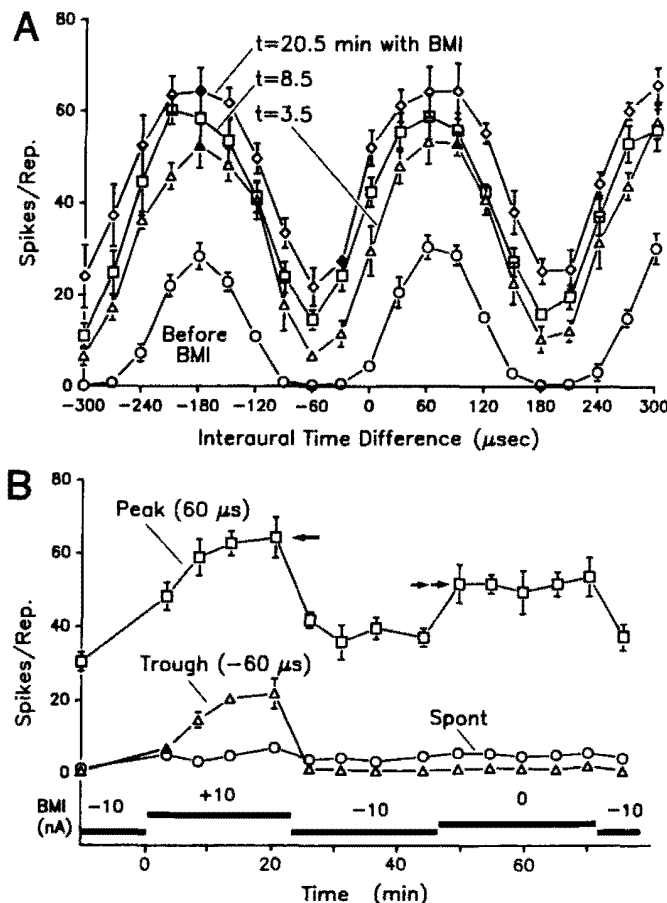 A
80
60
40
20
0
Spikes/Rep.
t=20.5 min with BMI
t=8.5
t=3.5
Before
BMI
-300 -240 -180 -120 -60 0 60 120 180 240 300
Interaural Time Difference (μsec)
B
80
60
40
20
0
Spikes/Rep.
Peak (60 μs)
Trough (-60 μs)
Spont
BMI
(nA)
-10 +10 -10 0 -10
0 20 40 60 80
Time (min)